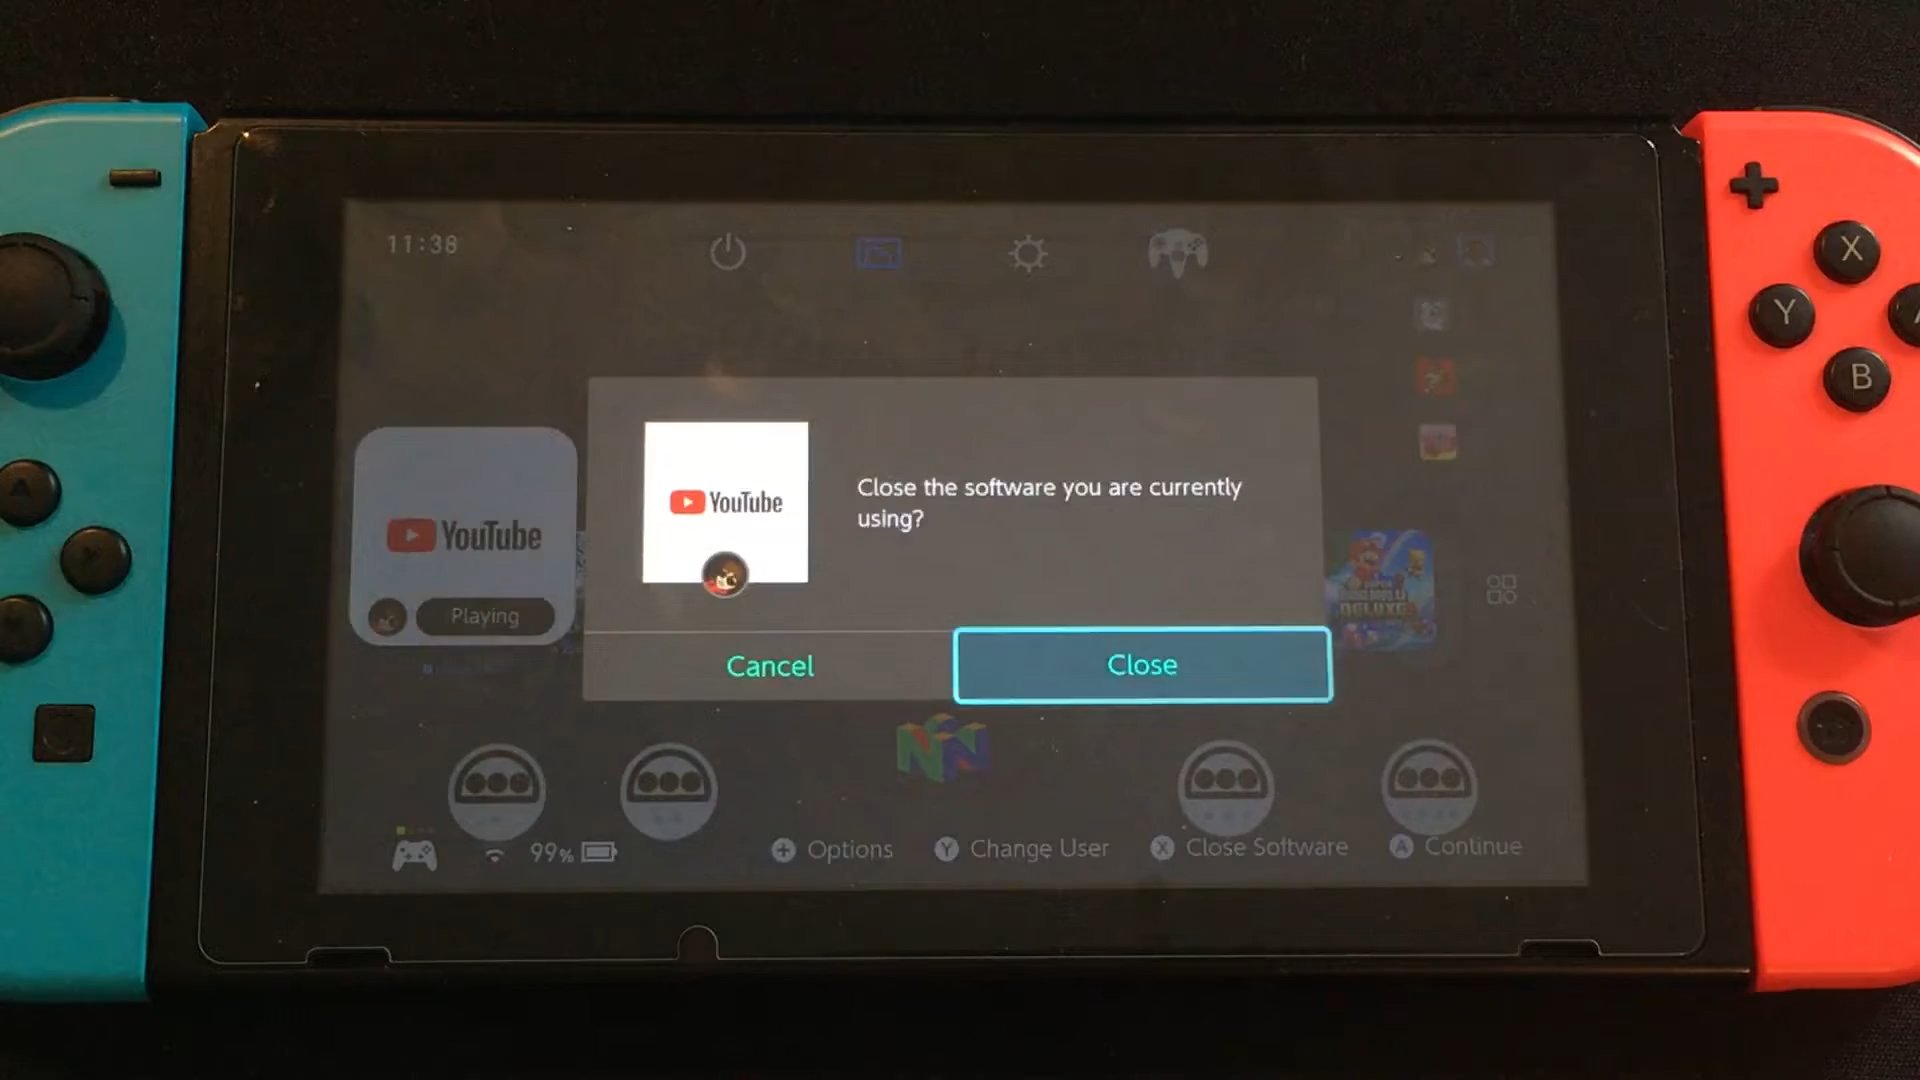 11:38
X
Y
B
YouTube
Close the software you are currently
using?
YouTube
Playing
DELUXE
Cancel
Close
99%
Options
Y Change User
X Close Software
A Continue